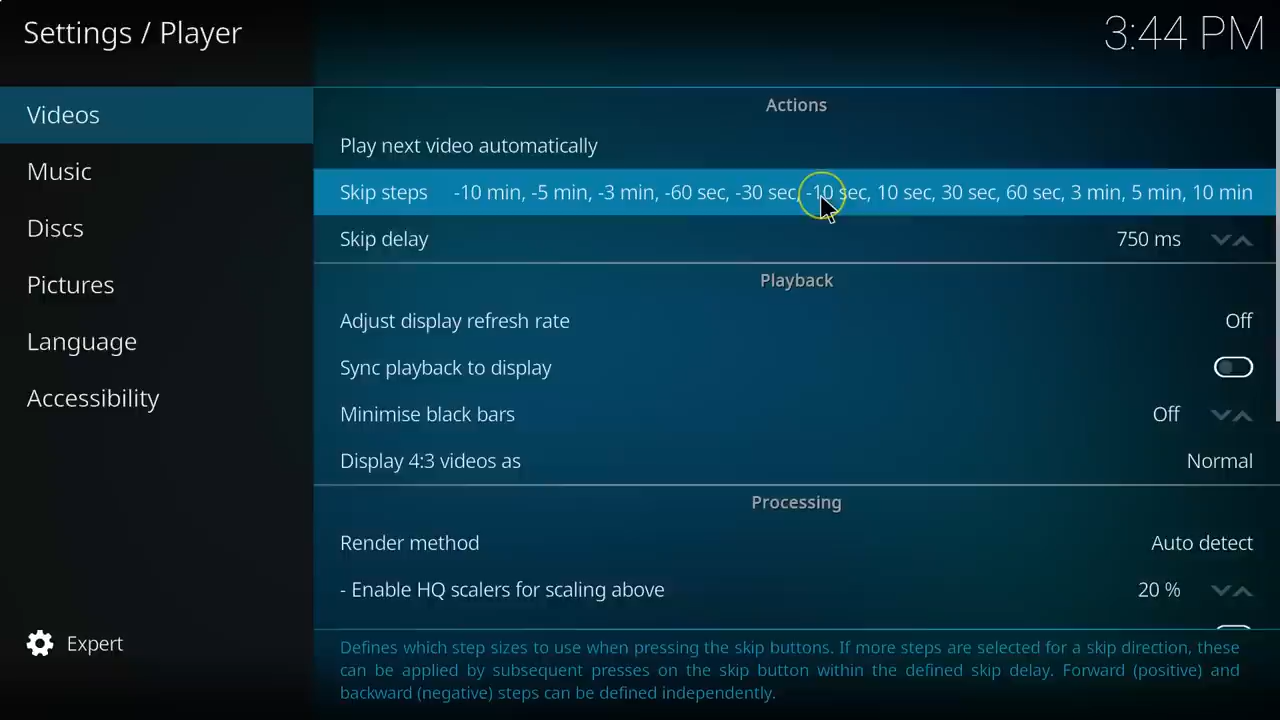 Settings / Player
3:44 PM
Videos
Music
Discs
Pictures
Language
Accessibility
Expert
Actions
Play next video automatically
Skip steps -10 min, -5 min, -3 min, -60 sec, -30 sec, -10 sec, 10 sec, 30 sec, 60 sec, 3 min, 5 min, 10 min
Skip delay 750 ms
Playback
Adjust display refresh rate Off
Sync playback to display
Minimise black bars Off
Display 4:3 videos as Normal
Processing
Render method Auto detect
- Enable HQ scalers for scaling above 20 %
Defines which step sizes to use when pressing the skip buttons. If more steps are selected for a skip direction, these
can be applied by subsequent presses on the skip button within the defined skip delay. Forward (positive) and
backward (negative) steps can be defined independently.